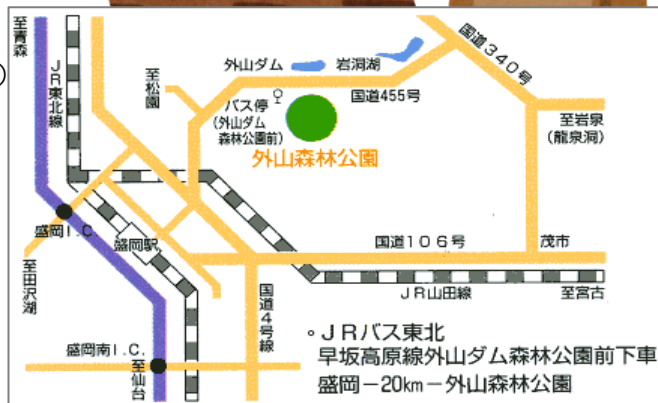 至青森
JR東北線
至松園
外山ダム
岩洞湖
国道340号
バス停
(外山ダム
森林公園前)
国道455号
至岩泉
(龍泉洞)
外山森林公園
盛岡I.C.
盛岡駅
国道106号
茂市
至田沢湖
国道4号線
JR山田線
至宮古
盛岡南I.C.
至仙台
。JRバス東北
早坂高原線外山ダム森林公園前下車
盛岡－20km－外山森林公園